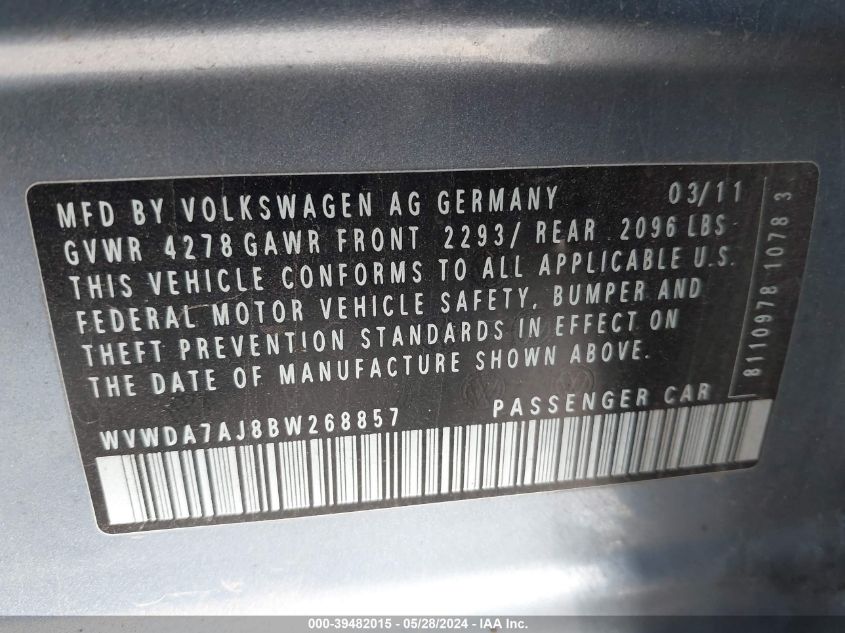 MFD BY VOLKSWAGEN AG GERMANY 03/11
GVWR 4278 GAWR FRONT 2293/ REAR 2096 LBS
THIS VEHICLE CONFORMS TO ALL APPLICABLE U.S.
FEDERAL MOTOR VEHICLE SAFETY, BUMPER AND
THEFT PREVENTION STANDARDS IN EFFECT ON
THE DATE OF MANUFACTURE SHOWN ABOVE.
WVWDA7AJ8BW268857 PASSENGER CAR
8110978 1078 3
000-39482015 - 05/28/2024 - IAA Inc.